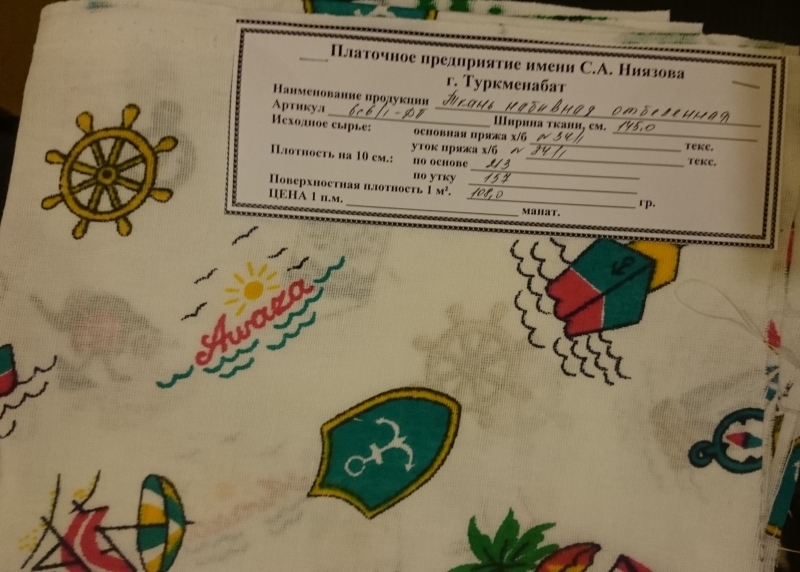 Платочное предприятие имени С.А. Ниязова
г. Туркменабат
Наименование продукции Ткань набивная отбеленная
Артикул Ширина ткани, см. 145,0
Исходное сырье: основная пряжа х/б № 34/1 текс.
уток пряжа х/б № 34/1 текс.
Плотность на 10 см.: по основе 213
по утку 157
Поверхностная плотность 1 м². 108,0 гр.
ЦЕНА 1 п.м. манат.
Awaza